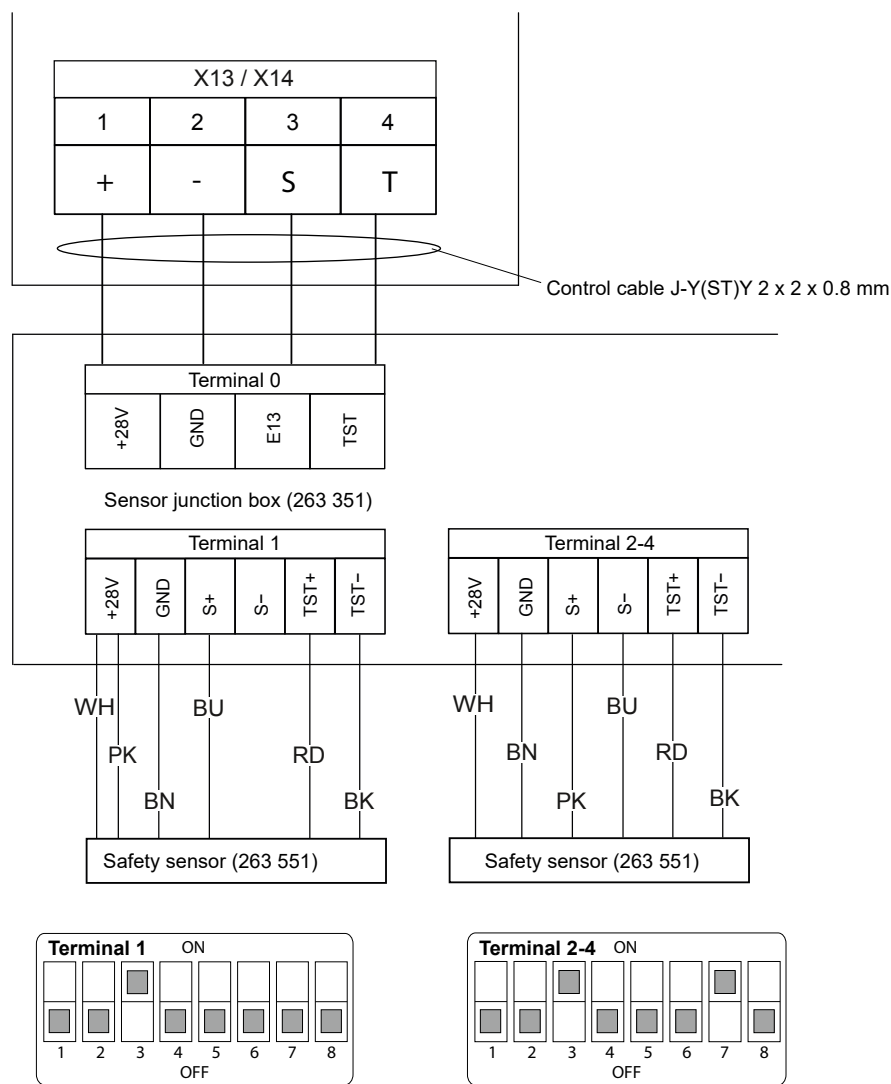 X13 / X14
1 2 3 4
+ - S T
Control cable J-Y(ST)Y 2 x 2 x 0.8 mm
Terminal 0
+28V GND E13 TST
Sensor junction box (263 351)
Terminal 1
+28V GND S+ S− TST+ TST−
Terminal 2-4
+28V GND S+ S− TST+ TST−
WH BU
PK RD
BN BK
WH BU
BN RD
PK BK
Safety sensor (263 551)
Safety sensor (263 551)
Terminal 1 ON
1 2 3 4 5 6 7 8
OFF
Terminal 2-4 ON
1 2 3 4 5 6 7 8
OFF